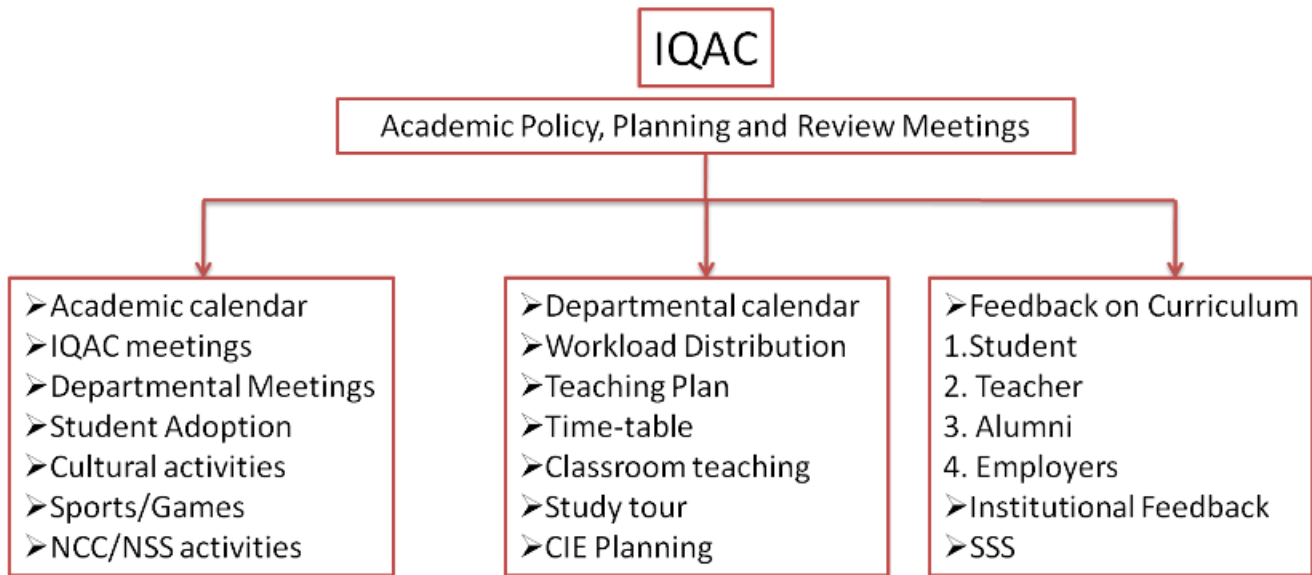 IQAC
Academic Policy, Planning and Review Meetings
➢Academic calendar
➢IQAC meetings
➢Departmental Meetings
➢Student Adoption
➢Cultural activities
➢Sports/Games
➢NCC/NSS activities
➢Departmental calendar
➢Workload Distribution
➢Teaching Plan
➢Time-table
➢Classroom teaching
➢Study tour
➢CIE Planning
➢Feedback on Curriculum
1.Student
2. Teacher
3. Alumni
4. Employers
➢Institutional Feedback
➢SSS